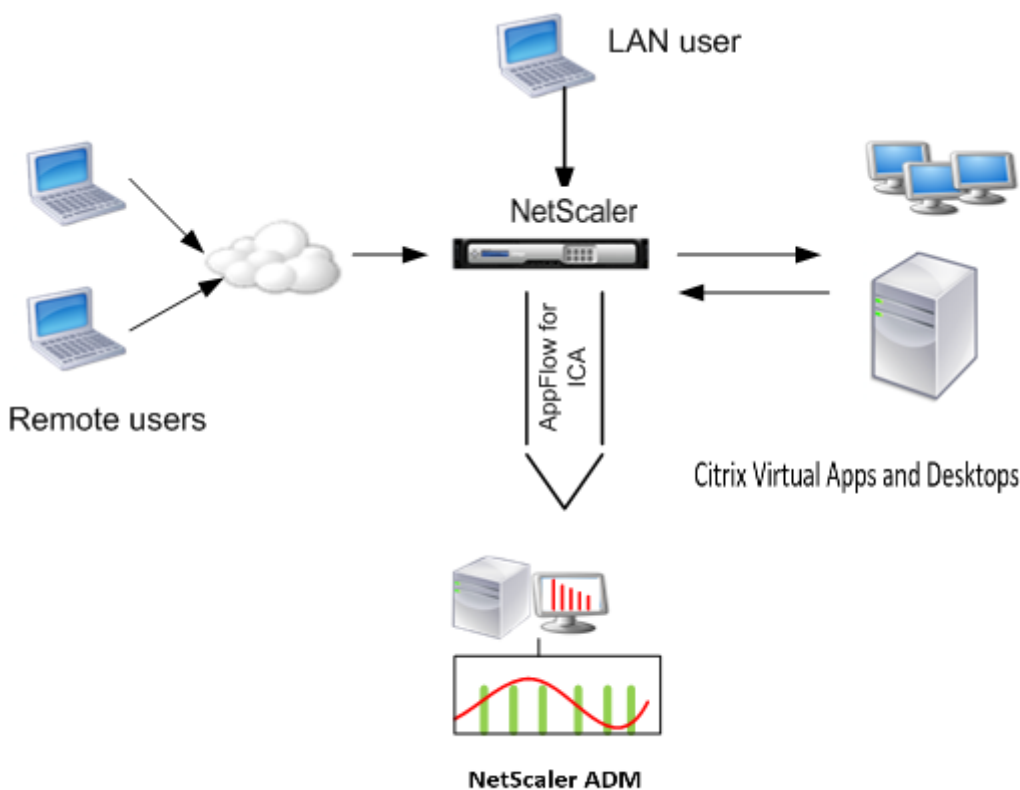 LAN user
NetScaler
Remote users
AppFlow for
ICA
Citrix Virtual Apps and Desktops
NetScaler ADM